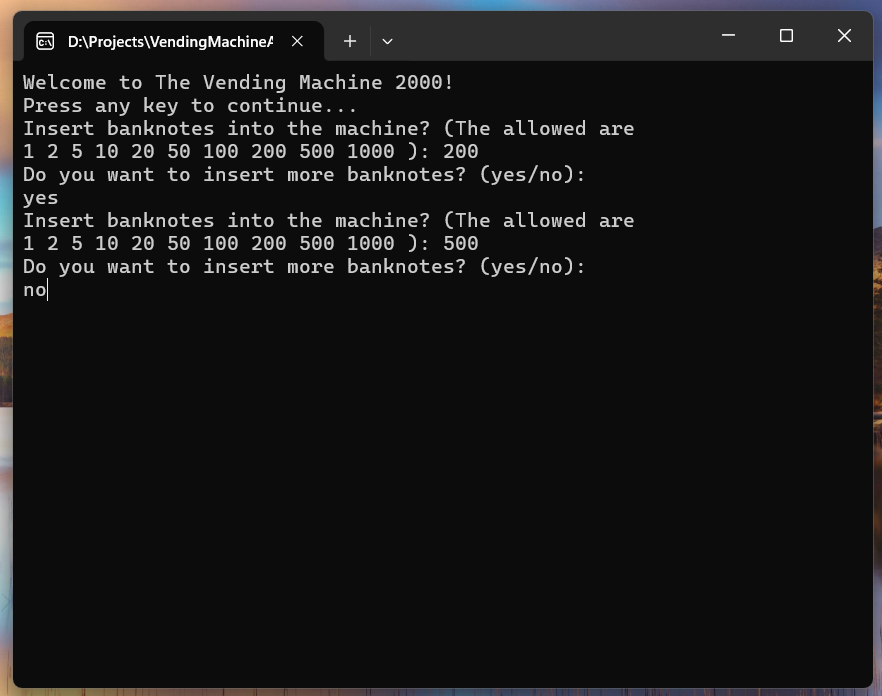 D:\Projects\VendingMachineA
Welcome to The Vending Machine 2000!
Press any key to continue...
Insert banknotes into the machine? (The allowed are
1 2 5 10 20 50 100 200 500 1000 ): 200
Do you want to insert more banknotes? (yes/no):
yes
Insert banknotes into the machine? (The allowed are
1 2 5 10 20 50 100 200 500 1000 ): 500
Do you want to insert more banknotes? (yes/no):
no